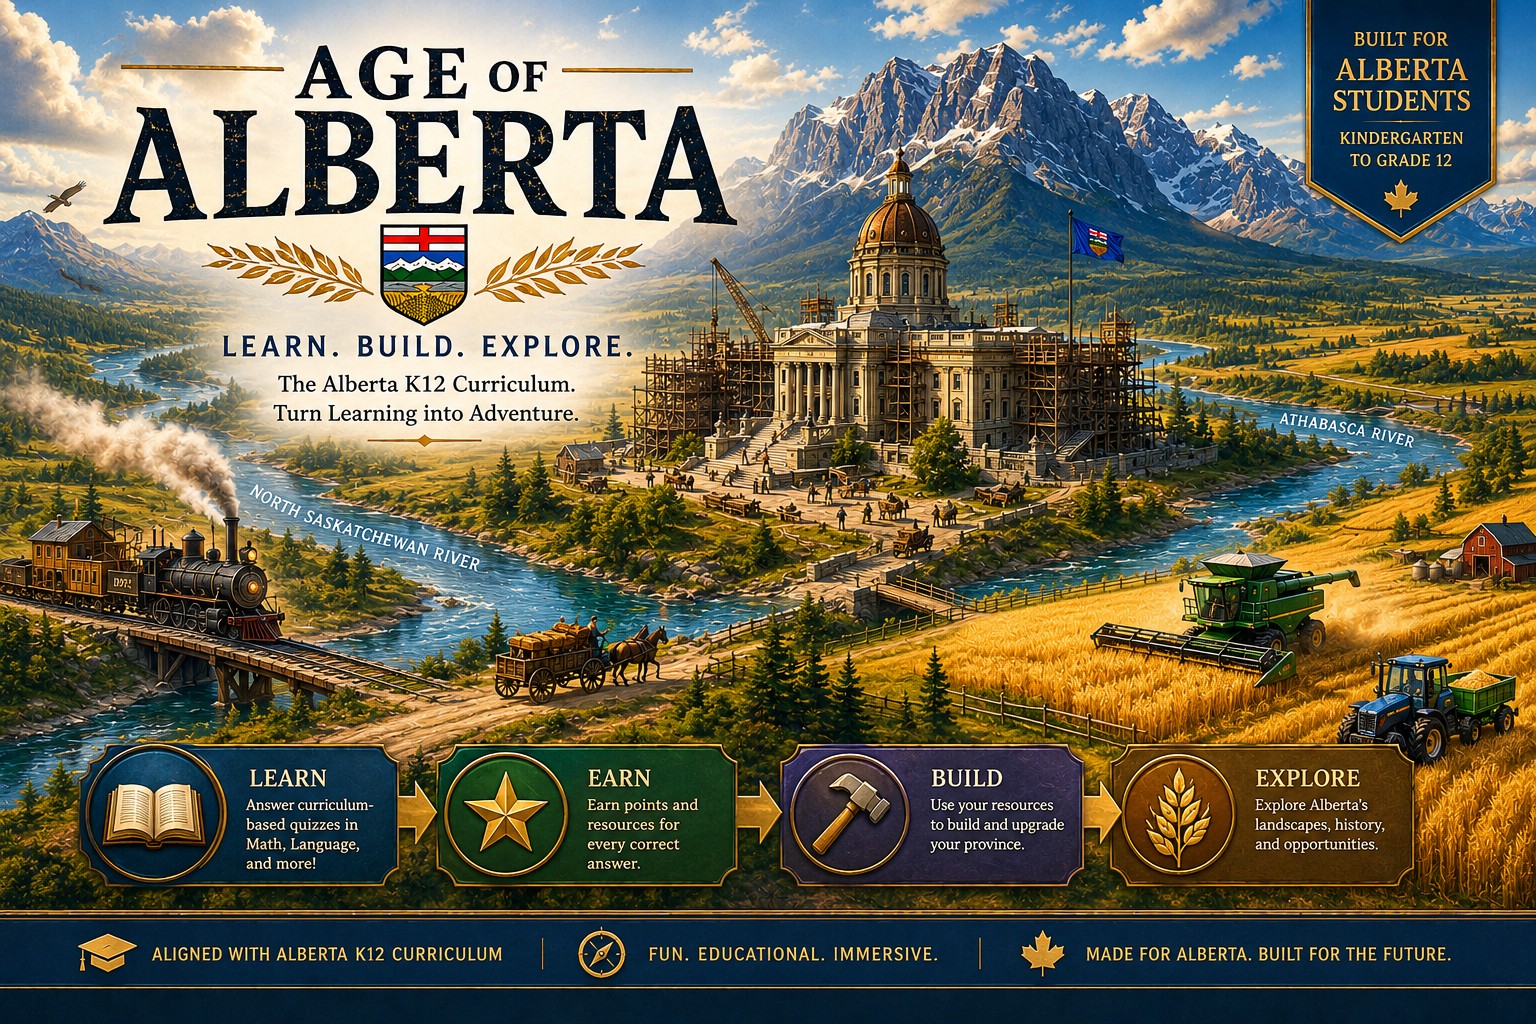 AGE OF
ALBERTA
LEARN. BUILD. EXPLORE.
The Alberta K12 Curriculum.
Turn Learning into Adventure.
BUILT FOR
ALBERTA
STUDENTS
KINDERGARTEN
TO GRADE 12
ATHABASCA RIVER
NORTH SASKATCHEWAN RIVER
LEARN
Answer curriculum-
based quizzes in
Math, Language,
and more!
EARN
Earn points and
resources for
every correct
answer.
BUILD
Use your resources
to build and upgrade
your province.
EXPLORE
Explore Alberta's
landscapes, history,
and opportunities.
ALIGNED WITH ALBERTA K12 CURRICULUM
FUN. EDUCATIONAL. IMMERSIVE.
MADE FOR ALBERTA. BUILT FOR THE FUTURE.